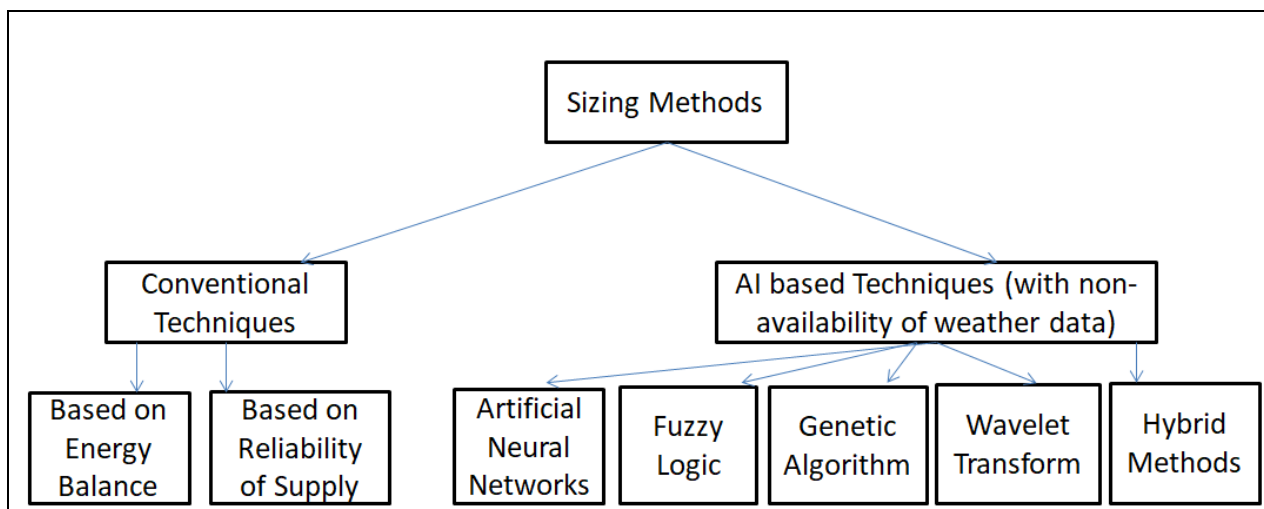 Sizing Methods
Conventional
Techniques
AI based Techniques (with non-
availability of weather data)
Based on
Energy
Balance
Based on
Reliability
of Supply
Artificial
Neural
Networks
Fuzzy
Logic
Genetic
Algorithm
Wavelet
Transform
Hybrid
Methods